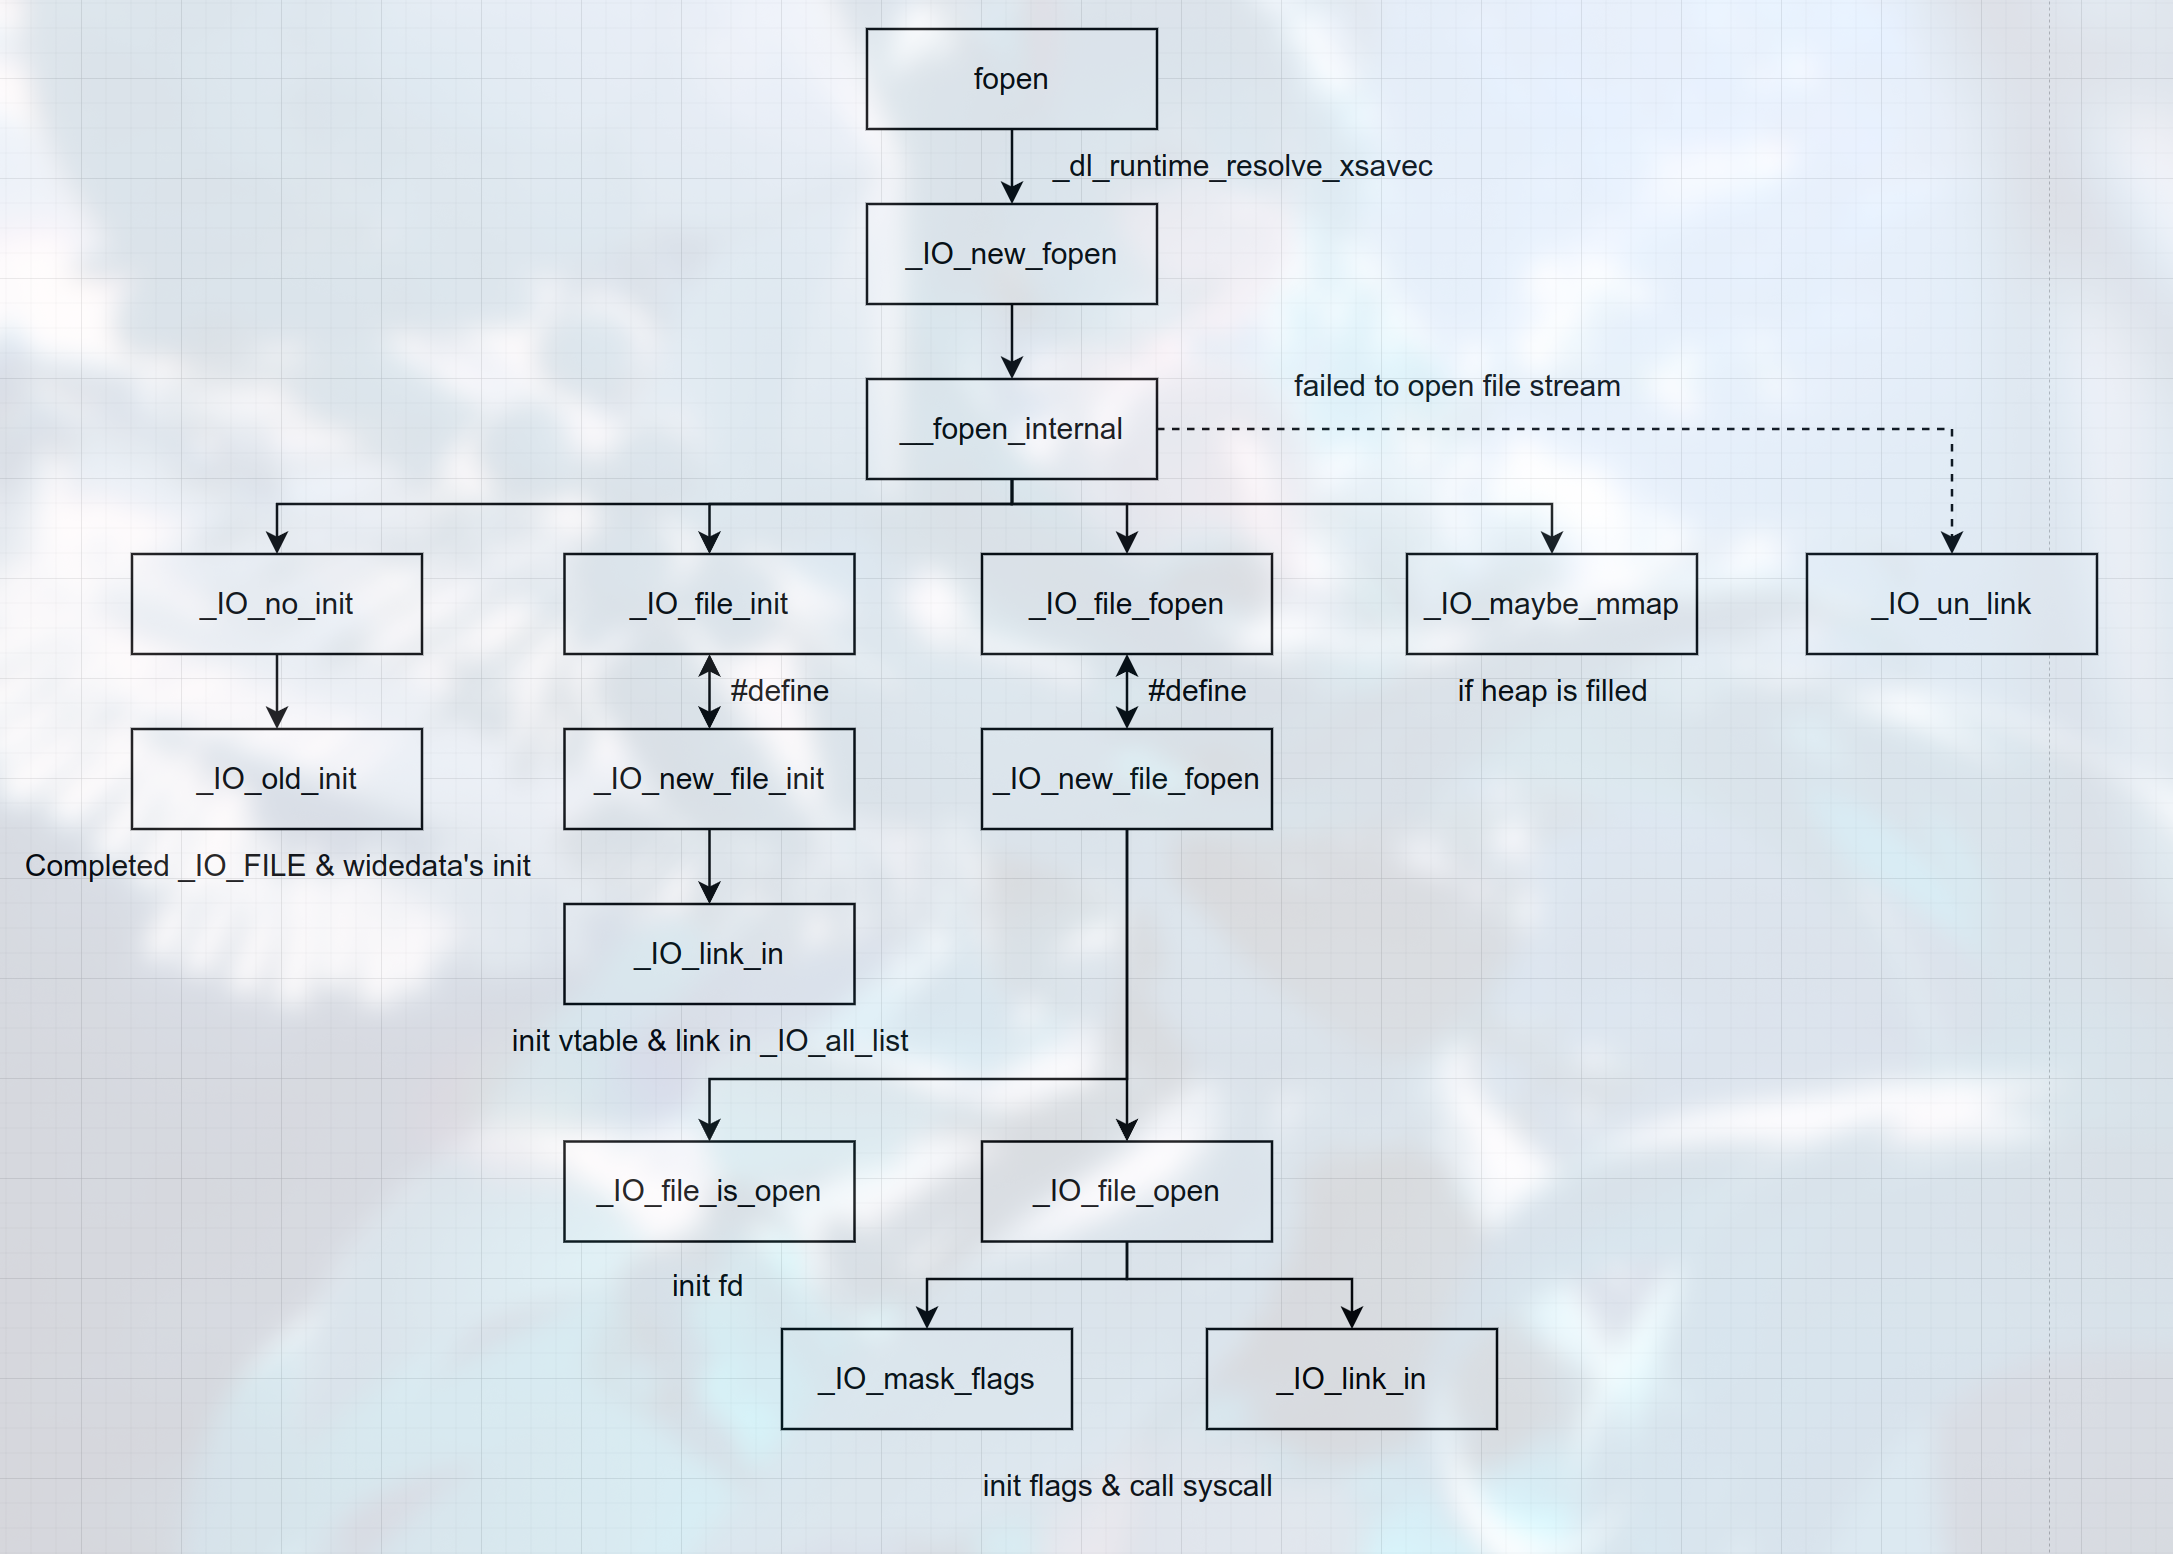 fopen
_dl_runtime_resolve_xsavec
_IO_new_fopen
failed to open file stream
__fopen_internal
_IO_no_init
_IO_file_init
_IO_file_fopen
_IO_maybe_mmap
_IO_un_link
#define
#define
if heap is filled
_IO_old_init
_IO_new_file_init
_IO_new_file_fopen
Completed _IO_FILE & widedata's init
_IO_link_in
init vtable & link in _IO_all_list
_IO_file_is_open
_IO_file_open
init fd
_IO_mask_flags
_IO_link_in
init flags & call syscall